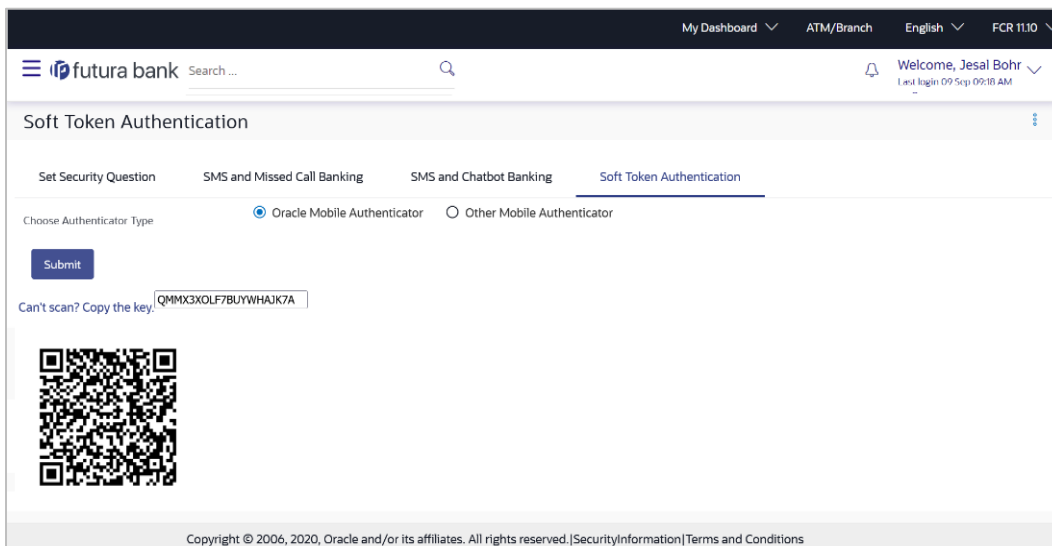 My Dashboard ATM/Branch English FCR 11.10
futura bank Search ... Welcome, Jesal Bohr
Last login 09 Sep 09:18 AM
Soft Token Authentication
Set Security Question SMS and Missed Call Banking SMS and Chatbot Banking Soft Token Authentication
Choose Authenticator Type Oracle Mobile Authenticator Other Mobile Authenticator
Submit
Can't scan? Copy the key. QMMX3XOLF7BUYWHAJK7A
Copyright © 2006, 2020, Oracle and/or its affiliates. All rights reserved.|SecurityInformation|Terms and Conditions